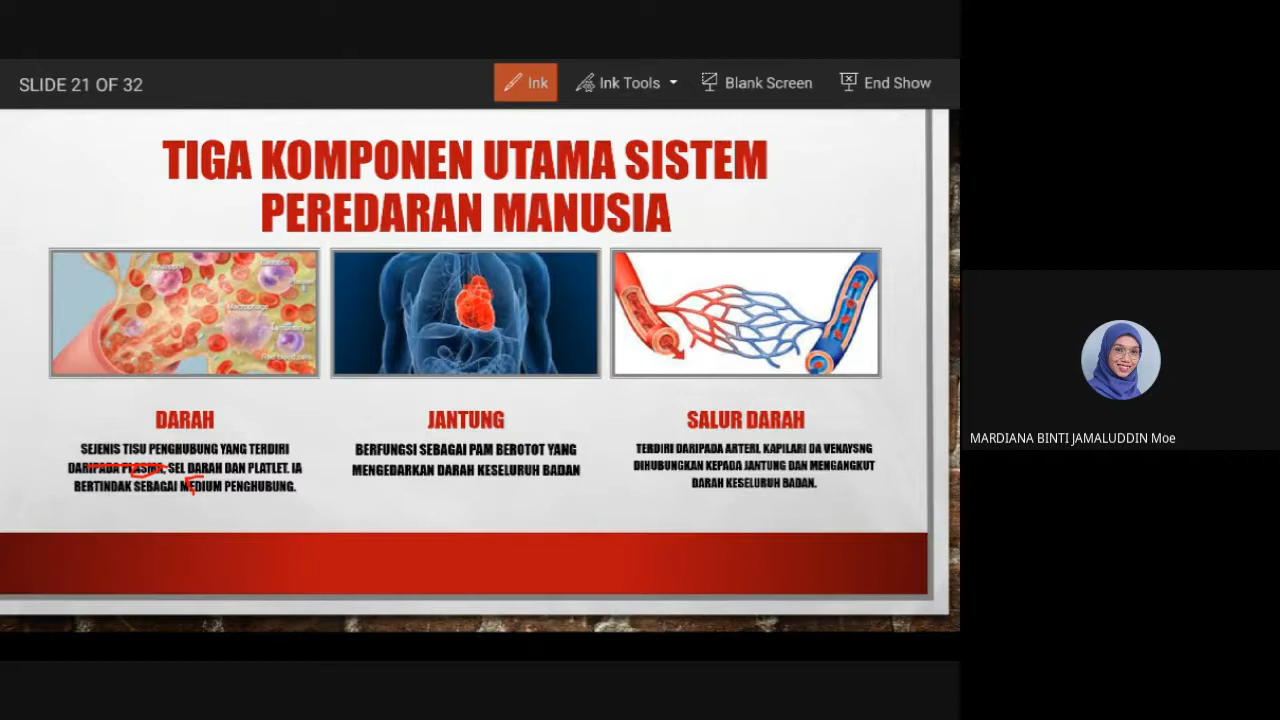 SLIDE 21 OF 32
Ink
Ink Tools
Blank Screen
End Show
TIGA KOMPONEN UTAMA SISTEM
PEREDARAN MANUSIA
Red blood cells
DARAH
SEJENIS TISU PENGHUBUNG YANG TERDIRI
DARIPADA PLASMA, SEL DARAH DAN PLATLET. IA
BERTINDAK SEBAGAI MEDIUM PENGHUBUNG.
JANTUNG
BERFUNGSI SEBAGAI PAM BEROTOT YANG
MENGEDARKAN DARAH KESELURUH BADAN
SALUR DARAH
TERDIRI DARIPADA ARTERI, KAPILARI DA VENAYSNG
DIHUBUNGKAN KEPADA JANTUNG DAN MENGANGKUT
DARAH KESELURUH BADAN.
MARDIANA BINTI JAMALUDDIN Moe